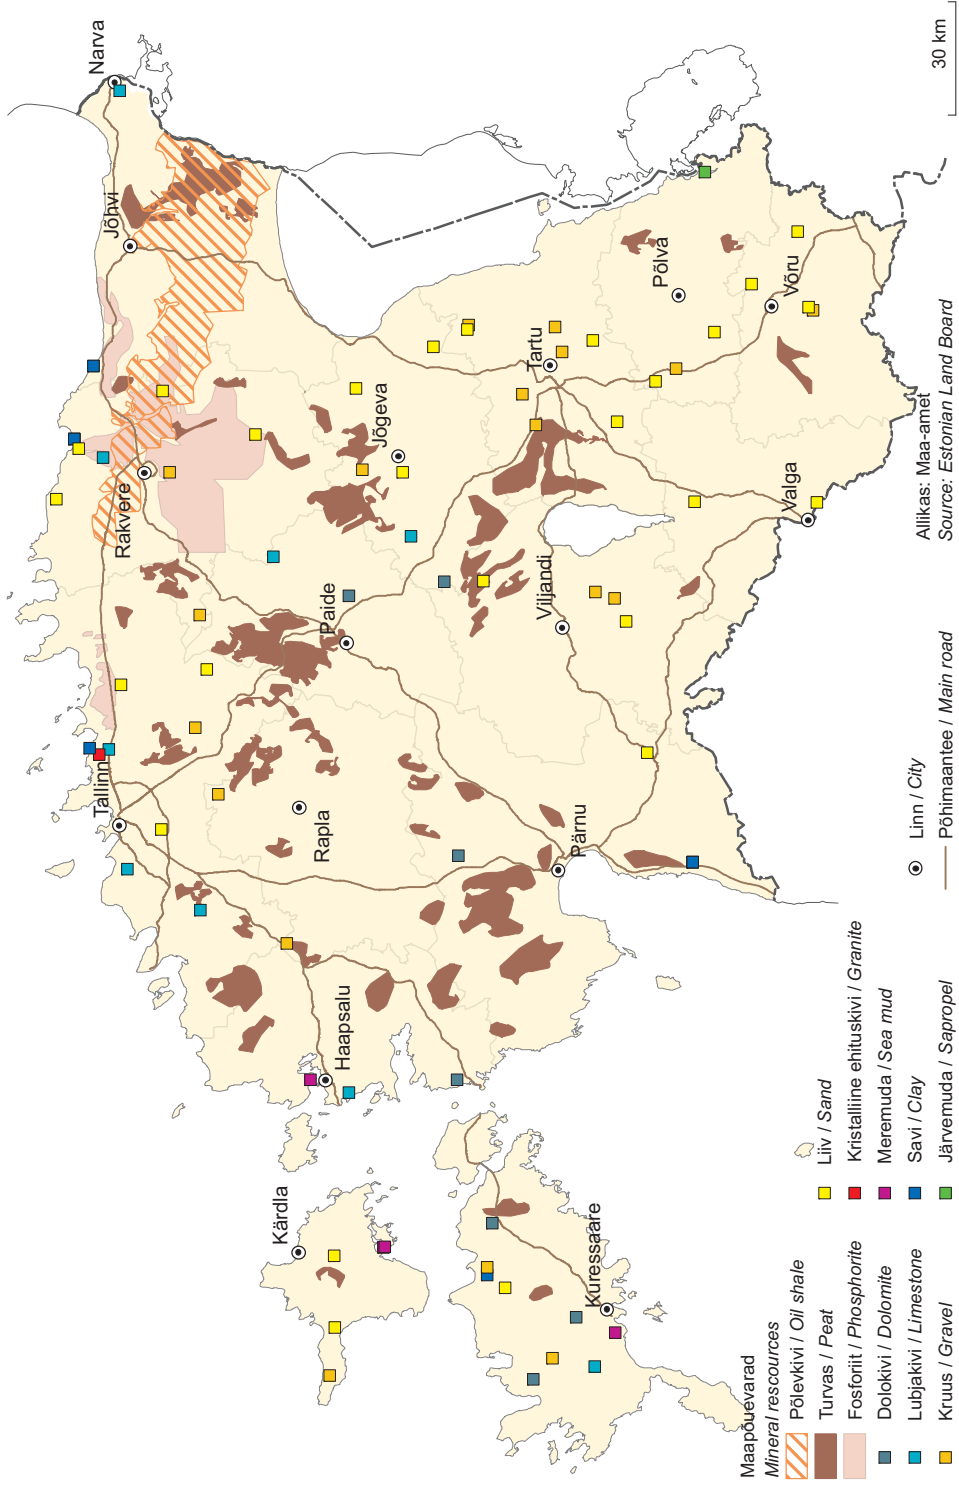 Narva
Jõhvi
Rakvere
Tallinn
Kärdla
Haapsalu
Rapla
Paide
Jõgeva
Tartu
Põlva
Võru
Valga
Viljandi
Pärnu
Kuressaare
Maapõuevarad
Mineral rescources
Põlevkivi / Oil shale
Turvas / Peat
Fosforiit / Phosphorite
Dolokivi / Dolomite
Lubjakivi / Limestone
Kruus / Gravel
Liiv / Sand
Kristalliine ehituskivi / Granite
Meremuda / Sea mud
Savi / Clay
Järvemuda / Sapropel
Linn / City
Põhimaantee / Main road
Allikas: Maa-amet
Source: Estonian Land Board
30 km